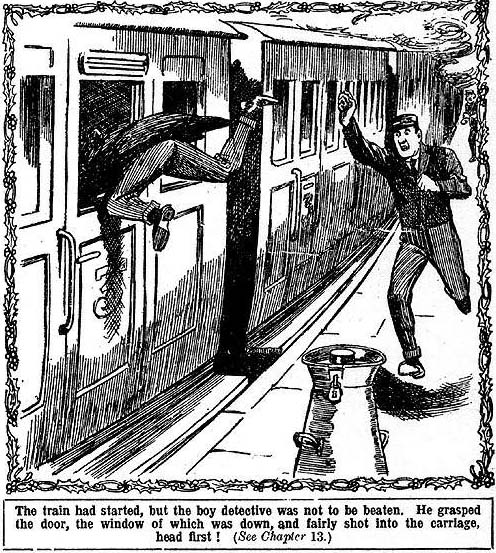 The train had started, but the boy detective was not to be beaten. He grasped
the door, the window of which was down, and fairly shot into the carriage,
head first ! (See Chapter 13.)